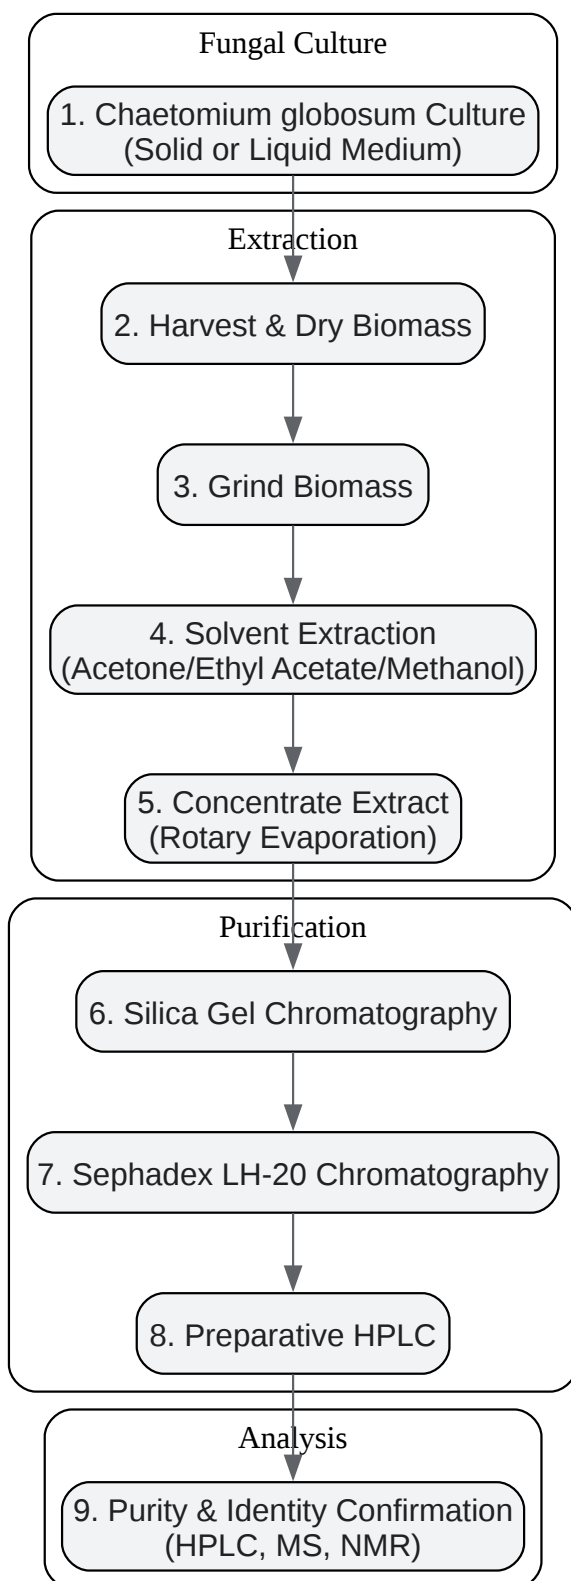 Fungal Culture
1. Chaetomium globosum Culture
(Solid or Liquid Medium)
Extraction
2. Harvest & Dry Biomass
3. Grind Biomass
4. Solvent Extraction
(Acetone/Ethyl Acetate/Methanol)
5. Concentrate Extract
(Rotary Evaporation)
Purification
6. Silica Gel Chromatography
7. Sephadex LH-20 Chromatography
8. Preparative HPLC
Analysis
9. Purity & Identity Confirmation
(HPLC, MS, NMR)